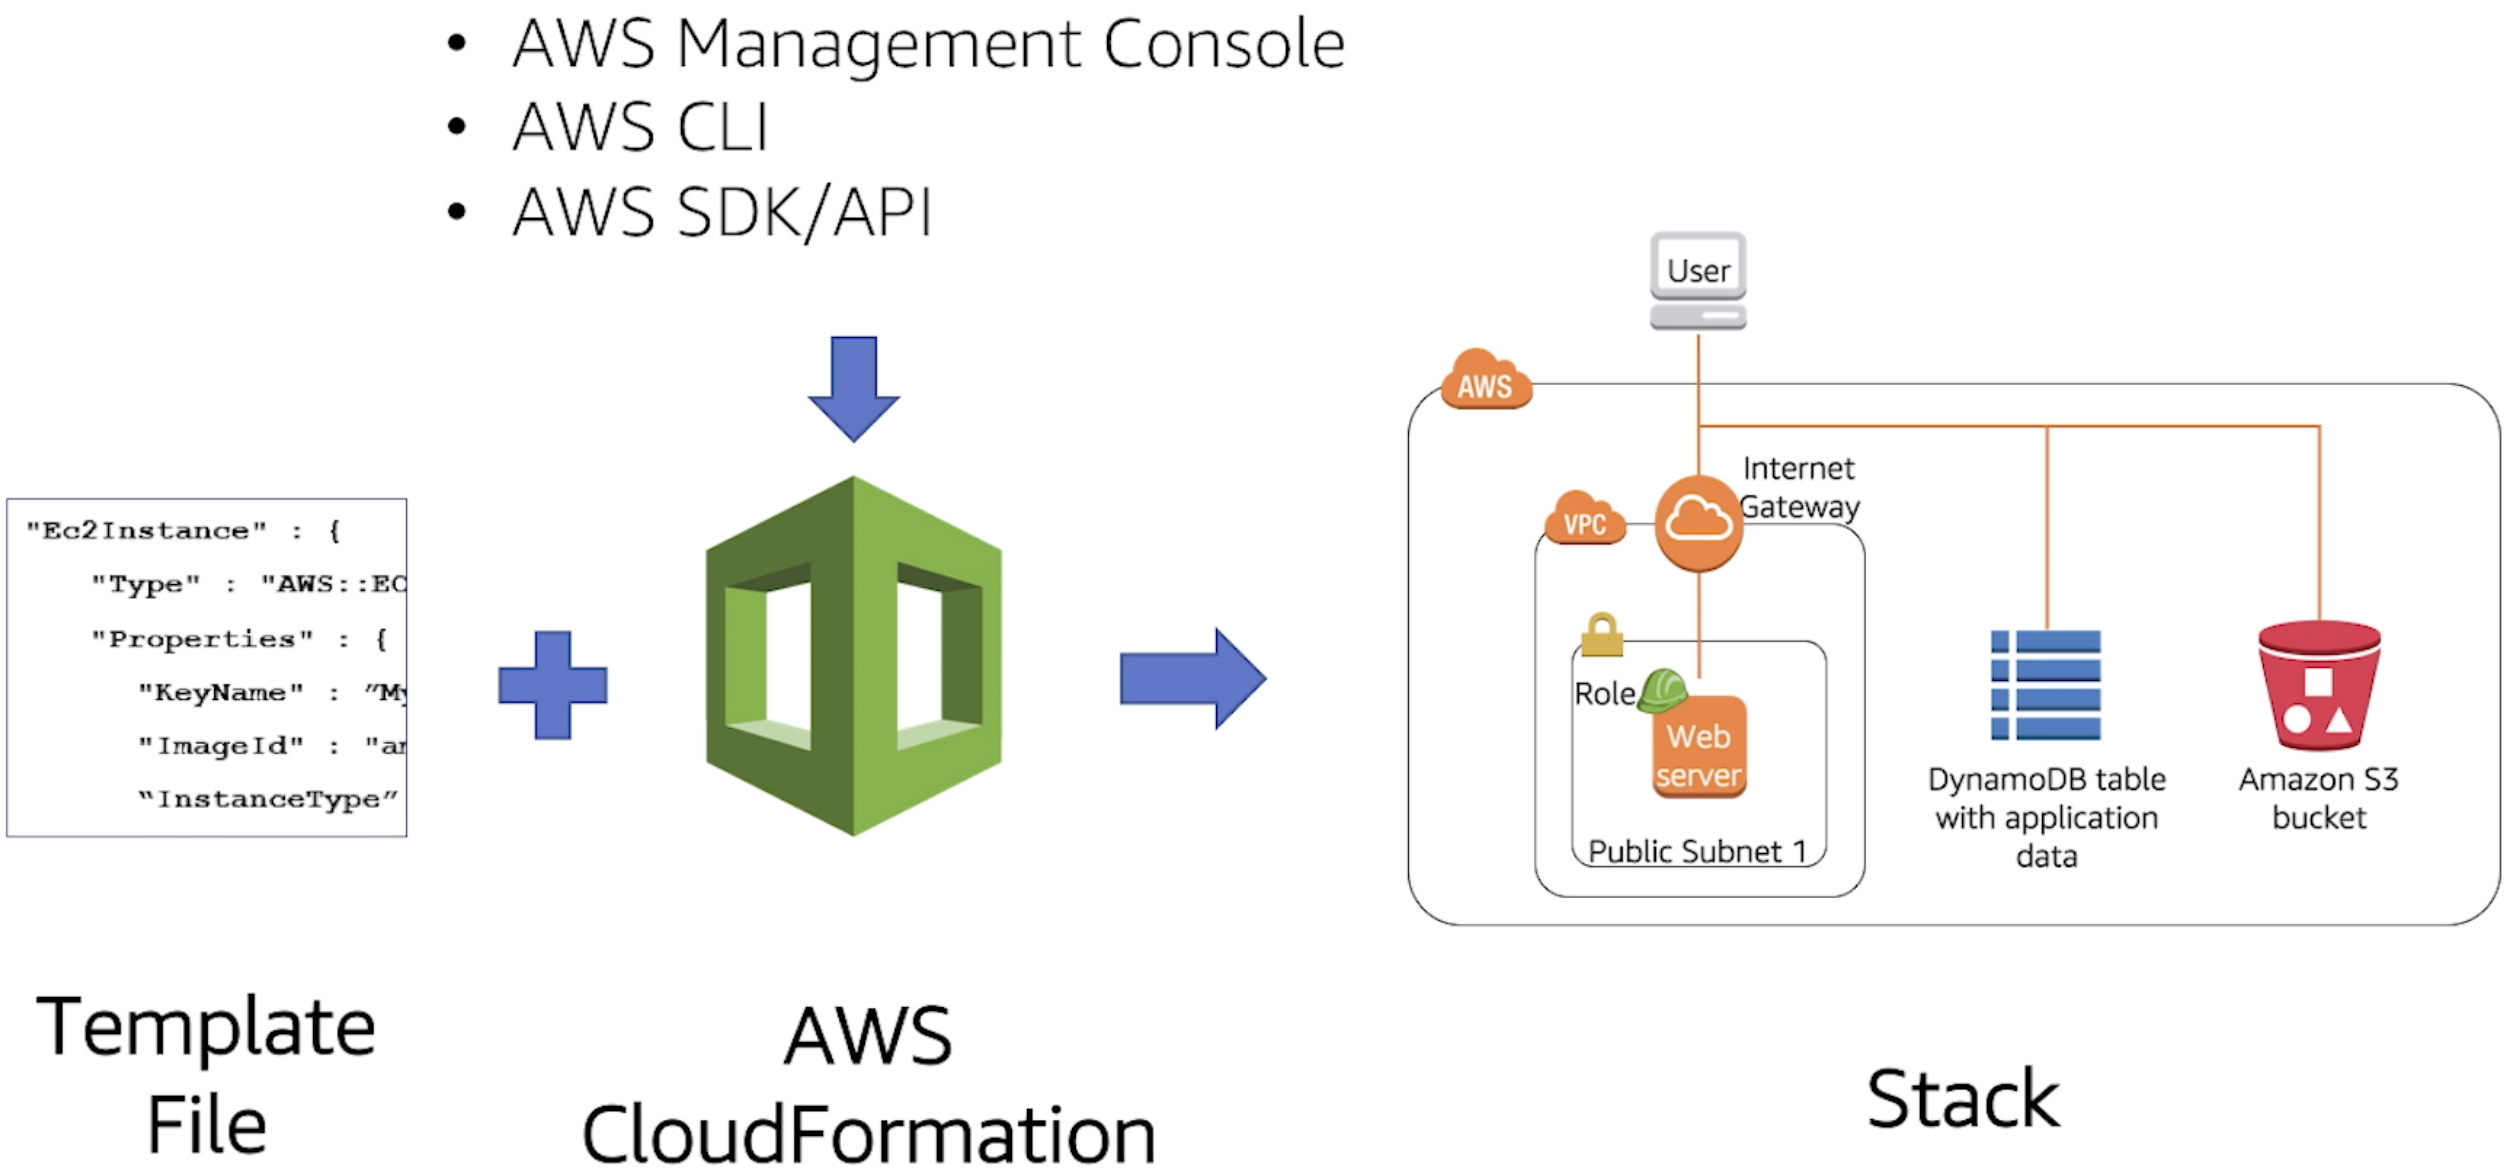 • AWS Management Console
• AWS CLI
• AWS SDK/API
"Ec2Instance" : {
"Type" : "AWS::EC
"Properties" : {
"KeyName" : ”My
"ImageId" : "am
“InstanceType”
User
AWS
Internet
Gateway
VPC
Role
Web
server
Public Subnet 1
DynamoDB table
with application
data
Amazon S3
bucket
Template
File
AWS
CloudFormation
Stack